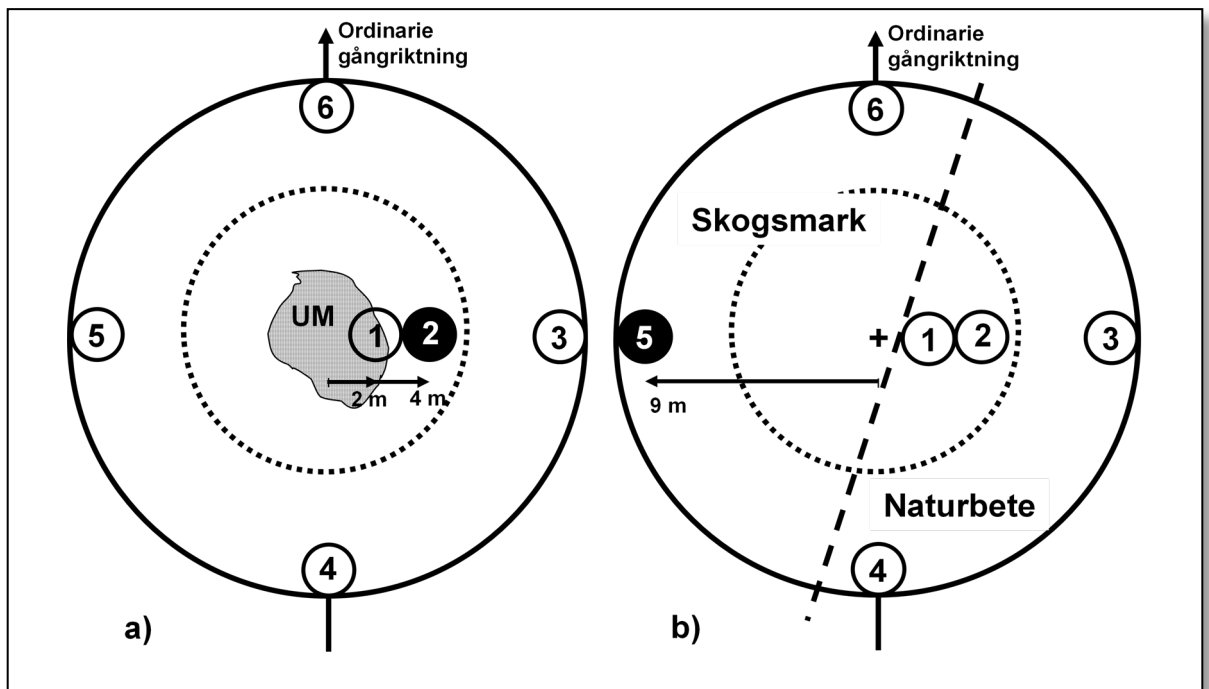 Ordinarie
gångriktning
6
UM
5
1
2
3
2 m
4 m
4
a)
Ordinarie
gångriktning
6
Skogsmark
5
+
1
2
3
9 m
Naturbete
4
b)